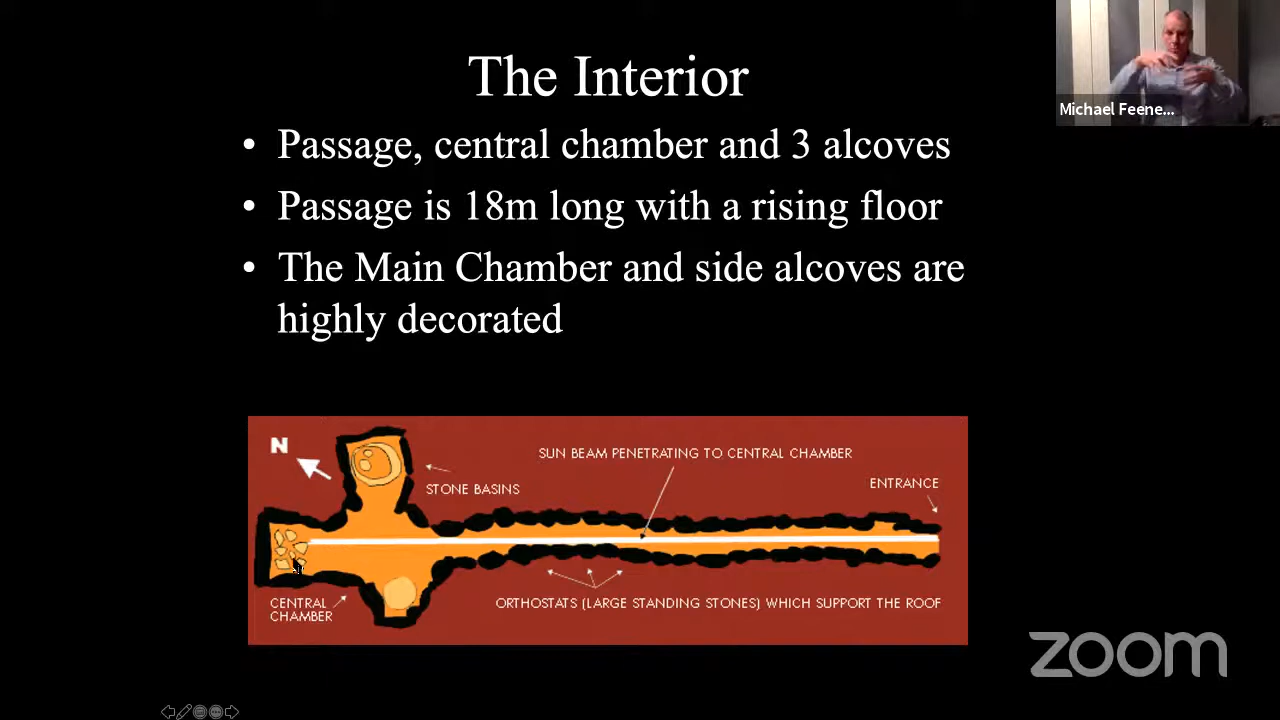 The Interior
• Passage, central chamber and 3 alcoves
• Passage is 18m long with a rising floor
• The Main Chamber and side alcoves are
highly decorated
Michael Feene...
N
SUN BEAM PENETRATING TO CENTRAL CHAMBER
ENTRANCE
STONE BASINS
CENTRAL
CHAMBER
ORTHOSTATS (LARGE STANDING STONES) WHICH SUPPORT THE ROOF
zoom